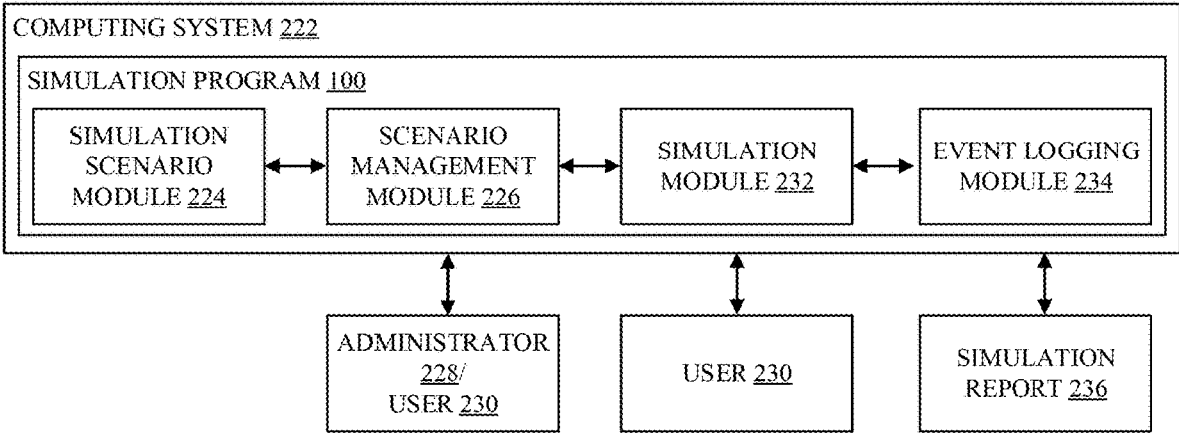 COMPUTING SYSTEM 222
SIMULATION PROGRAM 100
SIMULATION
SCENARIO
MODULE 224
SCENARIO
MANAGEMENT
MODULE 226
SIMULATION
MODULE 232
EVENT LOGGING
MODULE 234
ADMINISTRATOR
228/
USER 230
USER 230
SIMULATION
REPORT 236